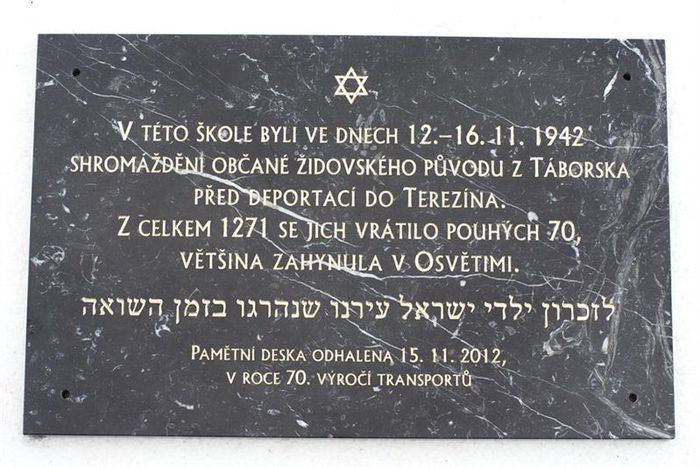 V TÉTO ŠKOLE BYLI VE DNECH 12.–16. 11. 1942
SHROMÁŽDĚNI OBČANÉ ŽIDOVSKÉHO PŮVODU Z TÁBORSKA
PŘED DEPORTACÍ DO TEREZÍNA.
Z CELKEM 1271 SE JICH VRÁTILO POUHÝCH 70,
VĚTŠINA ZAHYNULA V OSVĚTIMI.
לזכרון ילדי ישראל עירנו שנהרגו בזמן השואה
PAMĚTNÍ DESKA ODHALENA 15. 11. 2012,
V ROCE 70. VÝROČÍ TRANSPORTŮ